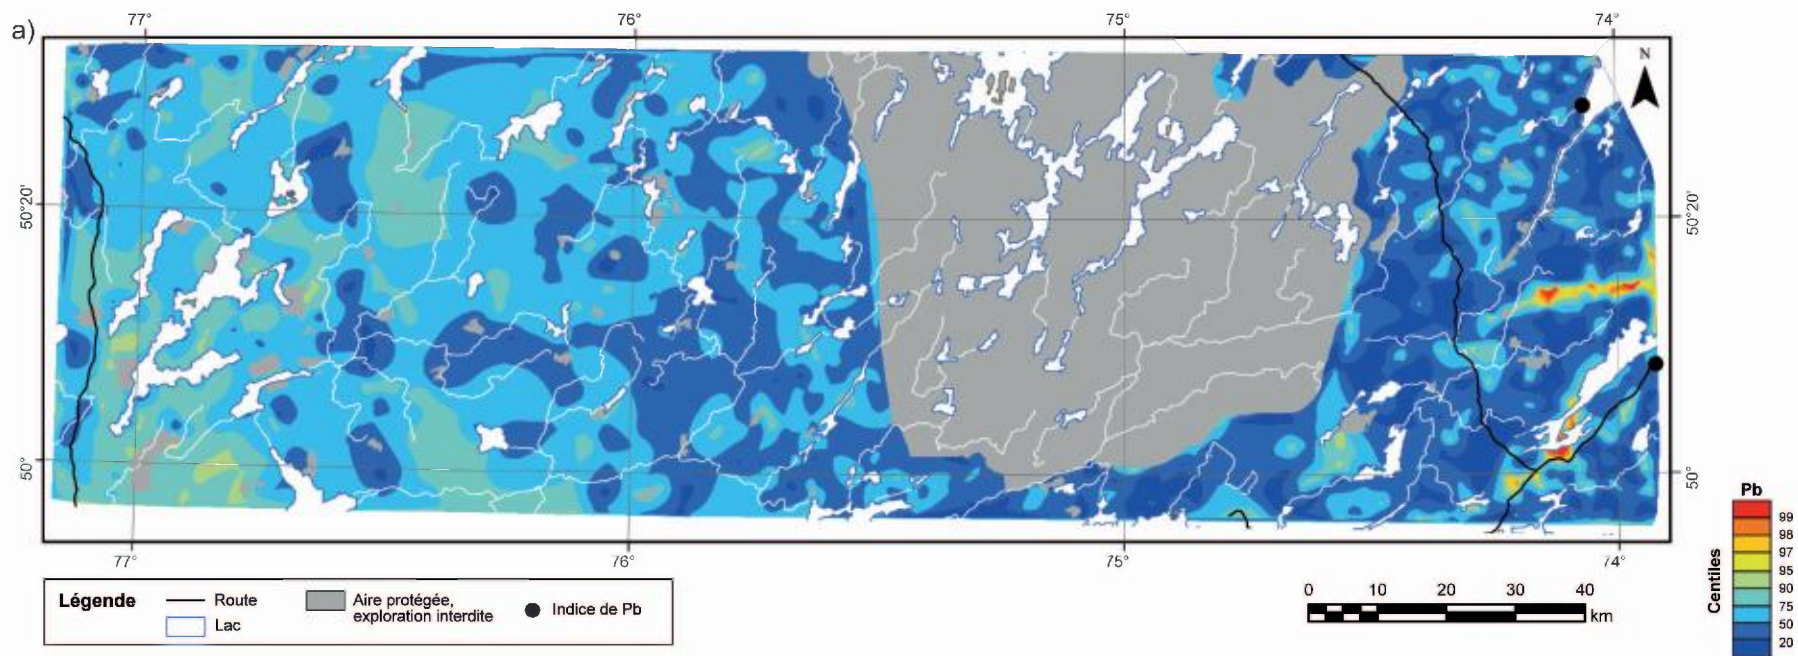 a)
77° 76° 75° 74°
N
50°20' 50°20'
50° 50°
77° 76° 75° 74°
Légende
Route
Lac
Aire protégée,
exploration interdite
Indice de Pb
0 10 20 30 40
km
Pb
Centiles
99
98
97
95
90
75
50
20